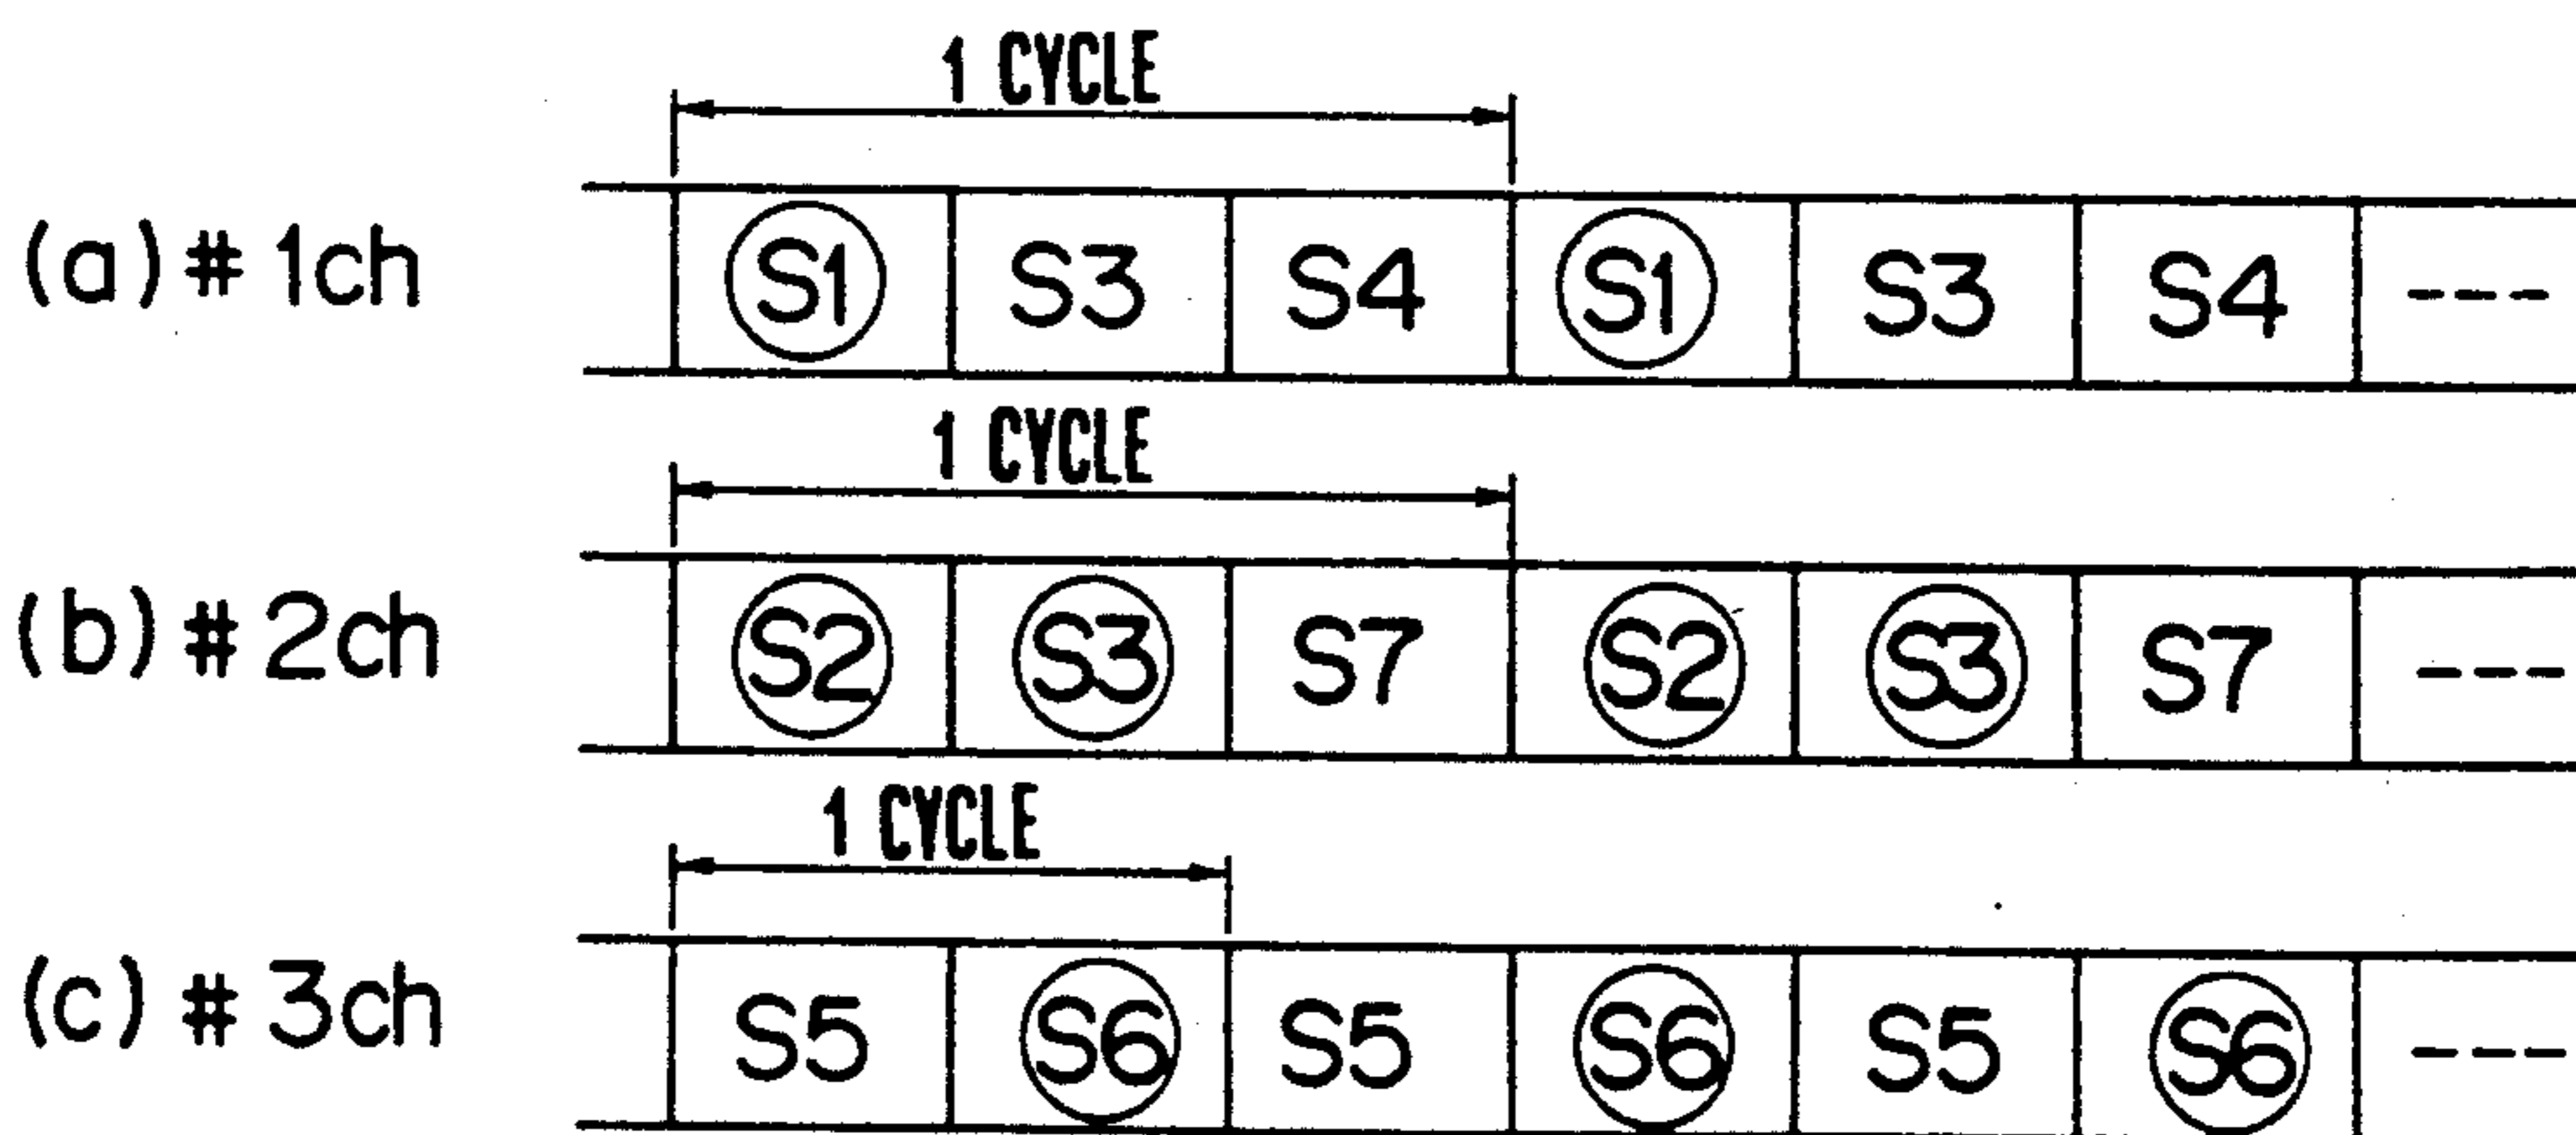 1 CYCLE
(a) # 1ch S1 S3 S4 S1 S3 S4 ---
1 CYCLE
(b) # 2ch S2 S3 S7 S2 S3 S7 ---
1 CYCLE
(c) # 3ch S5 S6 S5 S6 S5 S6 ---